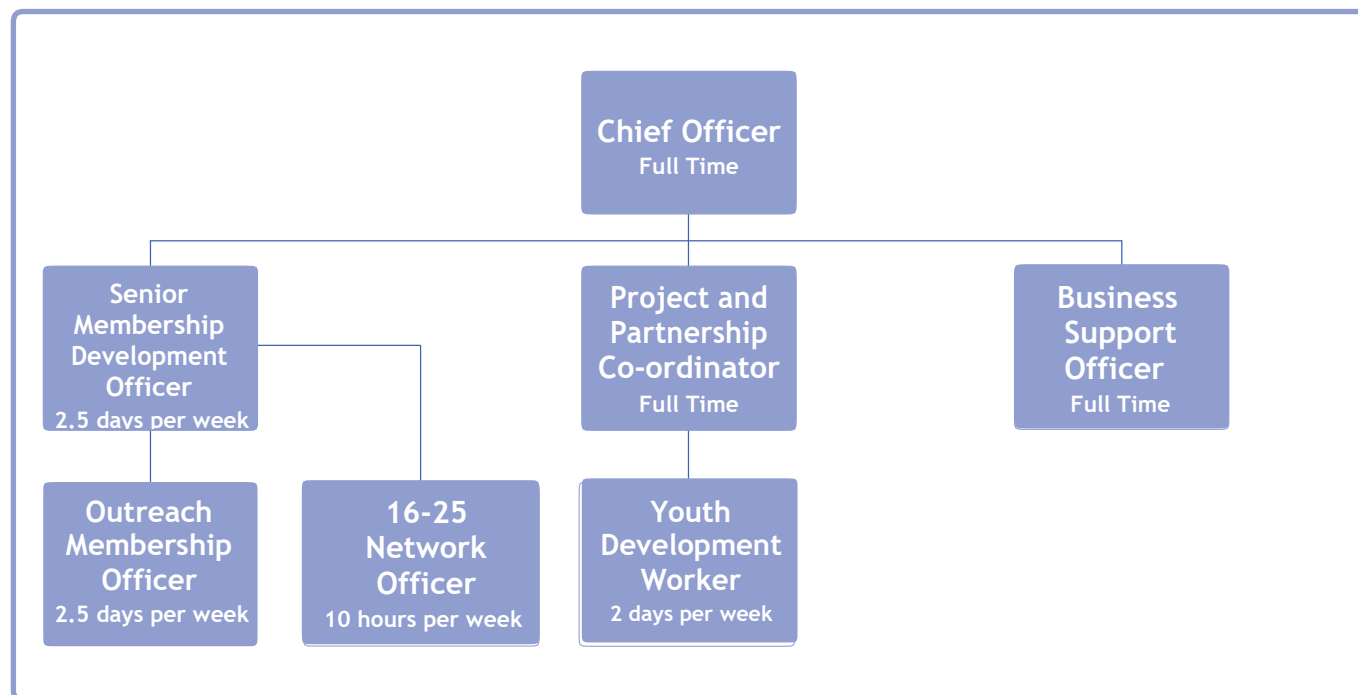 Chief Officer
Full Time
Senior
Membership
Development
Officer
2.5 days per week
Project and
Partnership
Co-ordinator
Full Time
Business
Support
Officer
Full Time
Outreach
Membership
Officer
2.5 days per week
16-25
Network
Officer
10 hours per week
Youth
Development
Worker
2 days per week